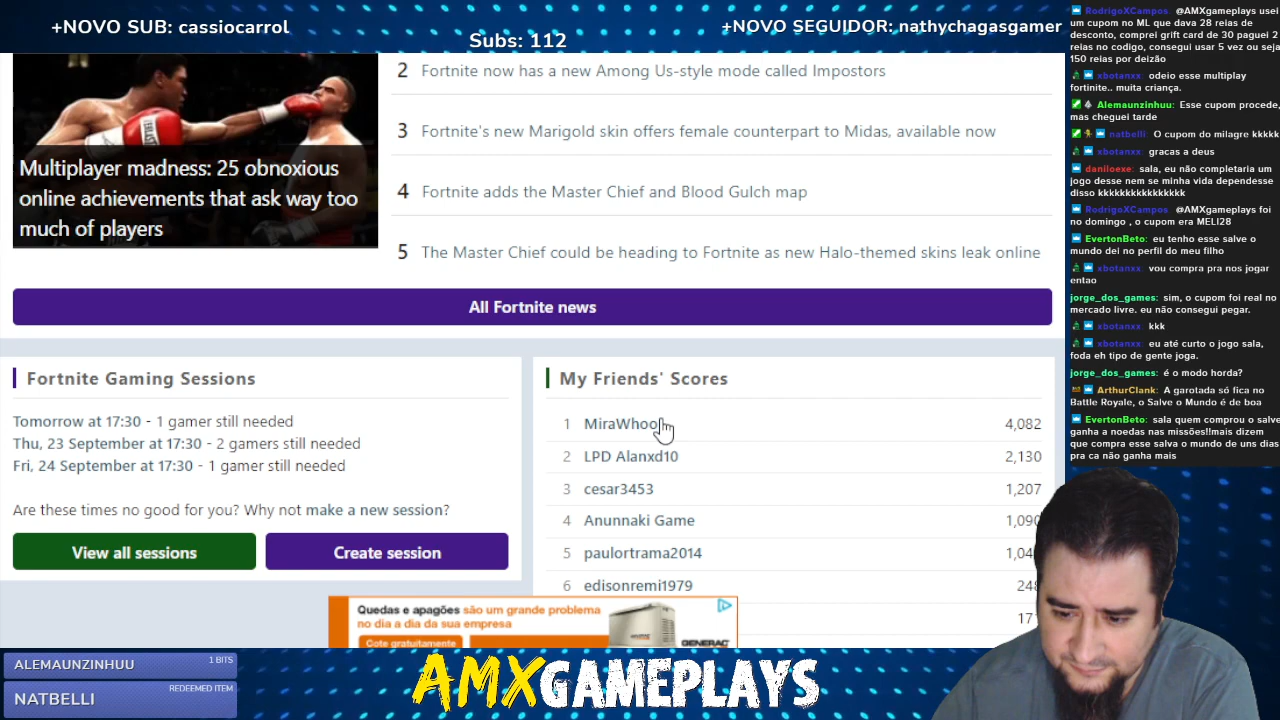 +NOVO SUB: cassiocarrol
Subs: 112
+NOVO SEGUIDOR: nathychagasgamer
Multiplayer madness: 25 obnoxious
online achievements that ask way too
much of players
2 Fortnite now has a new Among Us-style mode called Impostors
3 Fortnite's new Marigold skin offers female counterpart to Midas, available now
4 Fortnite adds the Master Chief and Blood Gulch map
5 The Master Chief could be heading to Fortnite as new Halo-themed skins leak online
All Fortnite news
Fortnite Gaming Sessions
Tomorrow at 17:30 - 1 gamer still needed
Thu, 23 September at 17:30 - 2 gamers still needed
Fri, 24 September at 17:30 - 1 gamer still needed
Are these times no good for you? Why not make a new session?
View all sessions
Create session
My Friends' Scores
1 MiraWhoo 4,082
2 LPD Alanxd10 2,130
3 cesar3453 1,207
4 Anunnaki Game 1,090
5 paulortrama2014 1,04
6 edisonremi1979 248
17
Quedas e apagões são um grande problema
no dia a dia da sua empresa
Cote gratuitamente
GENERAC
RodrigoXCampos: @AMXgameplays usei
um cupon no ML que dava 28 reias de
desconto, comprei grift card de 30 paguei 2
reias no codigo, consegui usar 5 vez ou seja
150 reias por deizão
xbotanxx: odeio esse multiplay
fortinite.. muita criança.
Alemaunzinhuu: Esse cupom procede,
mas cheguei tarde
natbelli: O cupom do milagre kkkkk
xbotanxx: gracas a deus
daniloexe: sala, eu não completaria um
jogo desse nem se minha vida dependesse
disso kkkkkkkkkkkkkkk
RodrigoXCampos: @AMXgameplays foi
no domingo , o cupom era MELI28
EvertonBeto: eu tenho esse salve o
mundo dei no perfil do meu filho
xbotanxx: vou compra pra nos jogar
entao
jorge_dos_games: sim, o cupom foi real no
mercado livre. eu não consegui pegar.
xbotanxx: kkk
xbotanxx: eu até curto o jogo sala,
foda eh tipo de gente joga.
jorge_dos_games: é o modo horda?
ArthurClank: A garotada só fica no
Battle Royale, o Salve o Mundo é de boa
EvertonBeto: sala quem comprou o salve
ganha a noedas nas missões!!mais dizem
que compra esse salva o mundo de uns dias
pra ca não ganha mais
ALEMAUNZINHUU 1 BITS
NATBELLI REDEEMED ITEM
AMXGAMEPLAYS